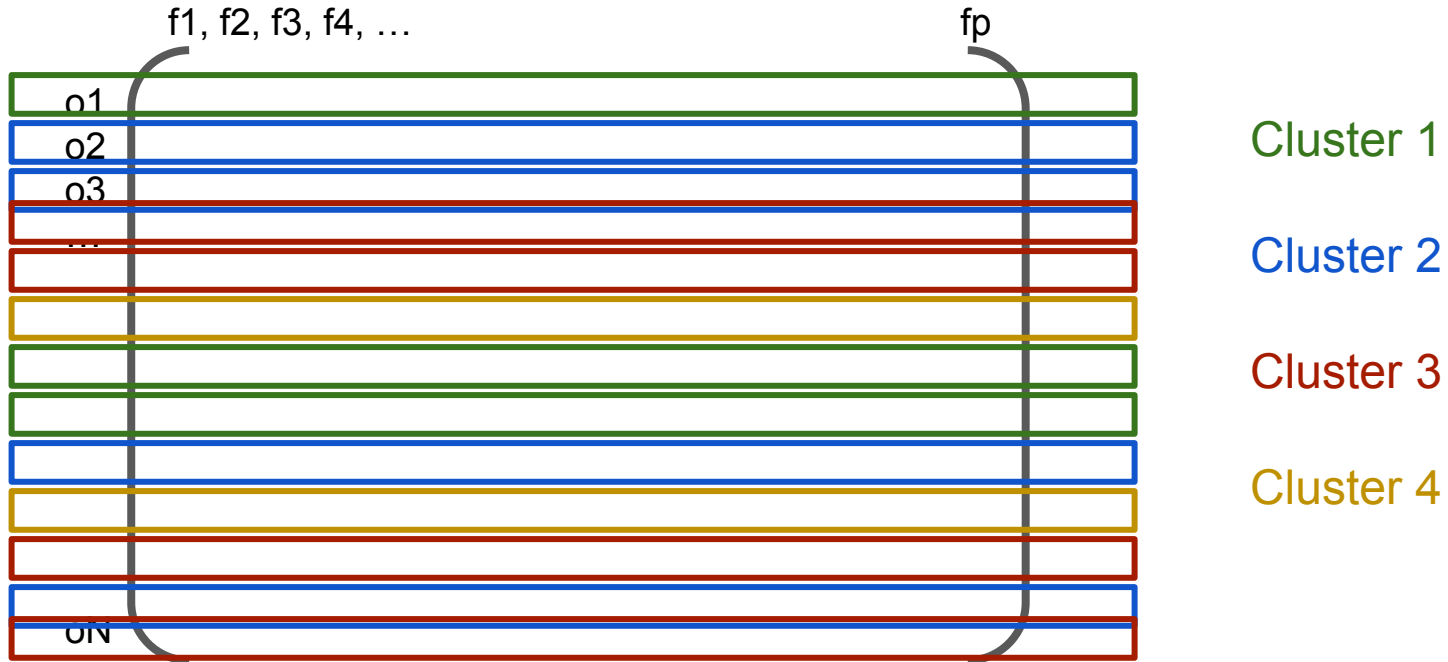 f1, f2, f3, f4, … fp
o1
o2
o3
…
oN
Cluster 1
Cluster 2
Cluster 3
Cluster 4